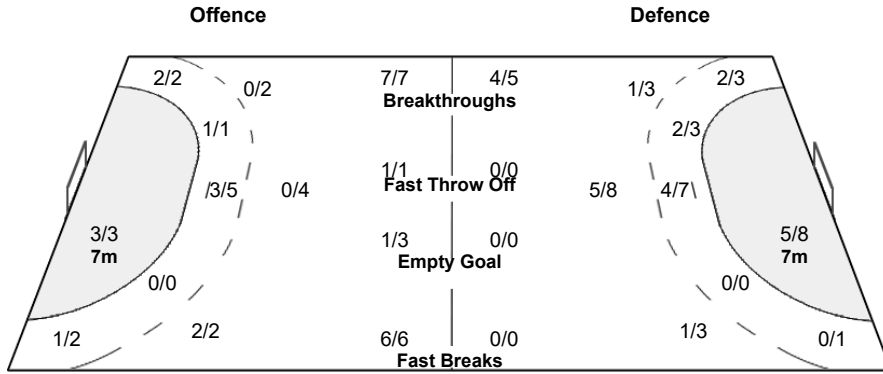 Offence Defence
2/2 0/2 7/7 4/5 1/3 2/3
Breakthroughs
1/1 2/3
1/1 0/0
Fast Throw Off
3/5 0/4 5/8 4/7
3/3 1/3 0/0 5/8
7m Empty Goal 7m
0/0 0/0
1/2 2/2 6/6 0/0 1/3 0/1
Fast Breaks